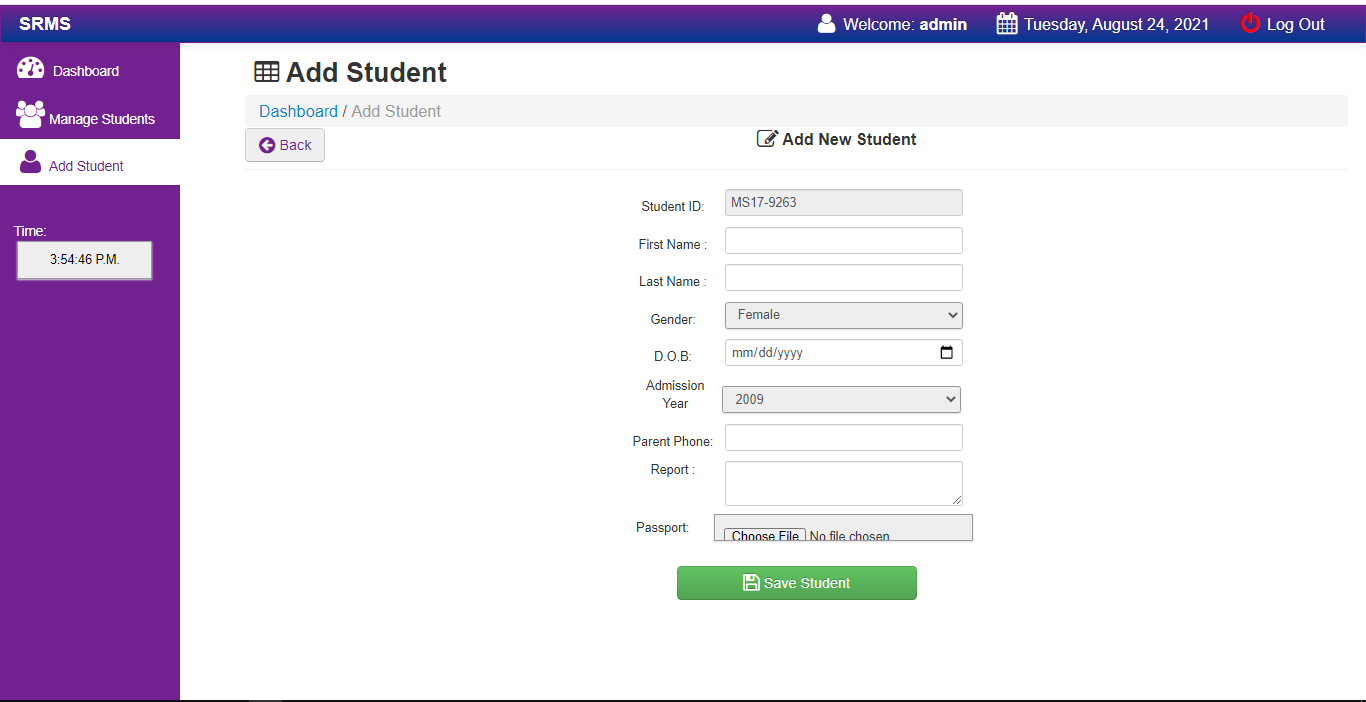 SRMS
Welcome: admin
Tuesday, August 24, 2021
Log Out
Dashboard
Manage Students
Add Student
Time:
3:54:46 P.M.
Add Student
Dashboard / Add Student
Back
Add New Student
Student ID:
MS17-9263
First Name :
Last Name :
Gender:
Female
D.O.B:
mm/dd/yyyy
Admission
Year
2009
Parent Phone:
Report :
Passport:
Choose File No file chosen
Save Student